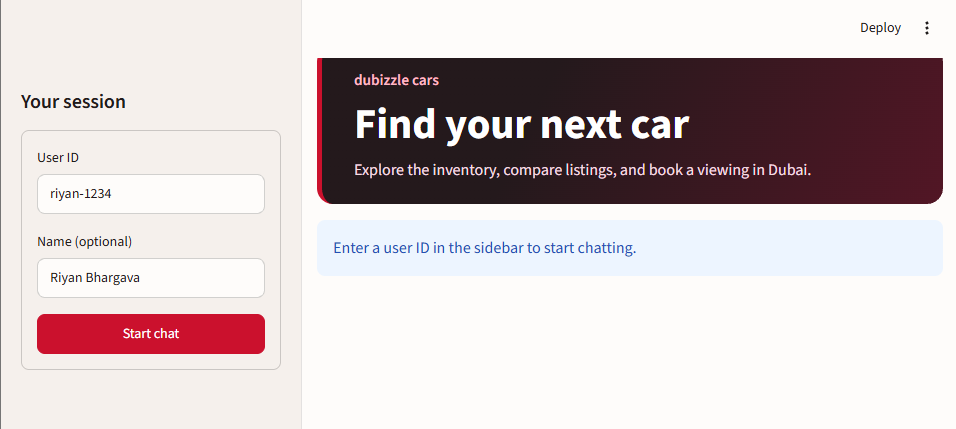 Deploy
Your session
User ID
riyan-1234
Name (optional)
Riyan Bhargava
Start chat
dubizzle cars
Find your next car
Explore the inventory, compare listings, and book a viewing in Dubai.
Enter a user ID in the sidebar to start chatting.